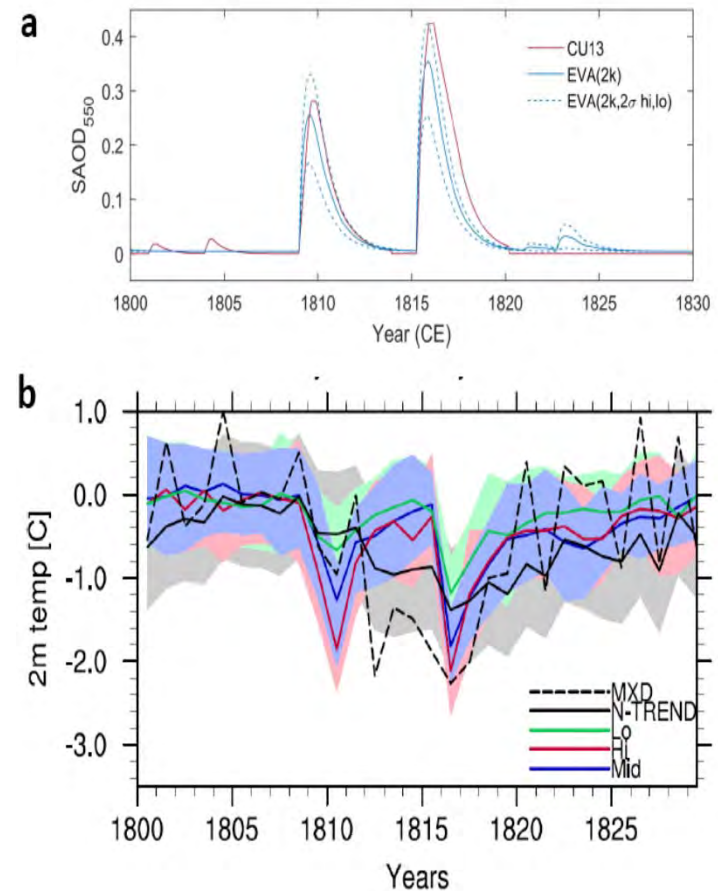 a
0.4
0.3
0.2
0.1
0
SAOD550
CU13
EVA(2k)
EVA(2k,2σ hi,lo)
1800 1805 1810 1815 1820 1825 1830
Year (CE)
b
1.0
0.0
-1.0
-2.0
-3.0
2m temp [C]
MXD
N-TREND
Lo
Hi
Mid
1800 1805 1810 1815 1820 1825
Years